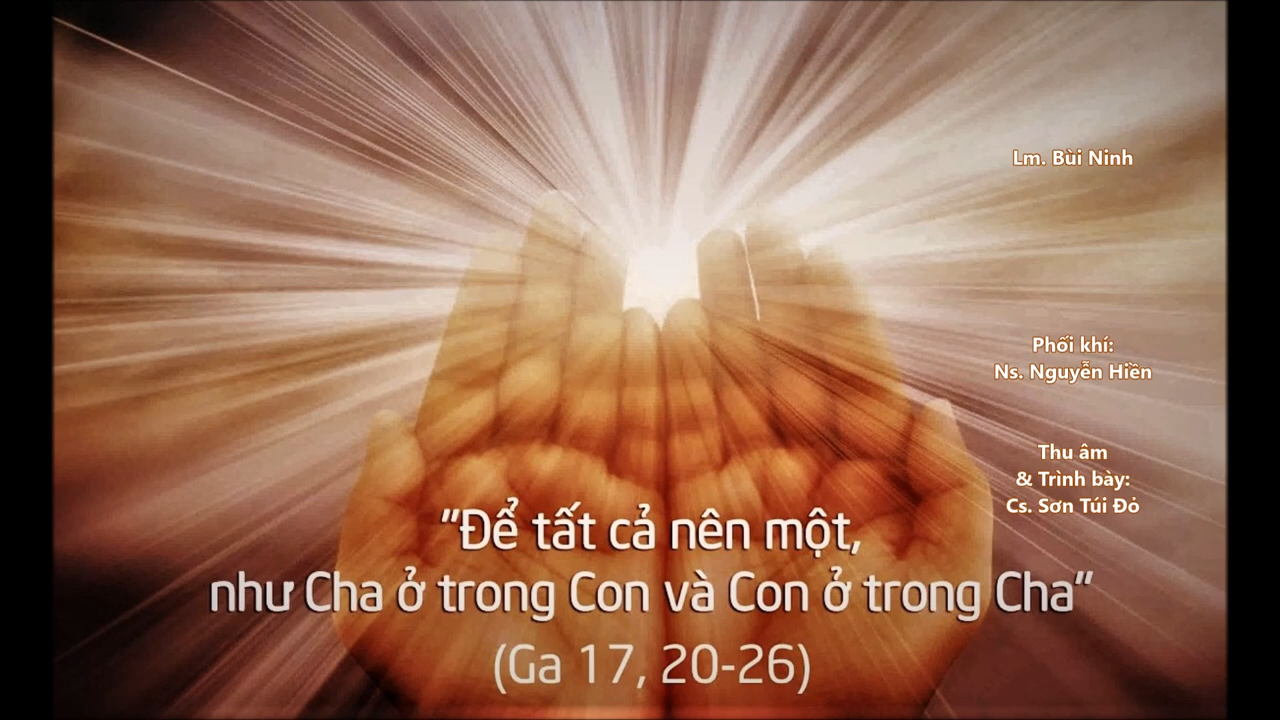 Lm. Bùi Ninh
Phối khí:
Ns. Nguyễn Hiền
Thu âm
& Trình bày:
Cs. Sơn Túi Đỏ
"Để tất cả nên một,
như Cha ở trong Con và Con ở trong Cha"
(Ga 17, 20-26)